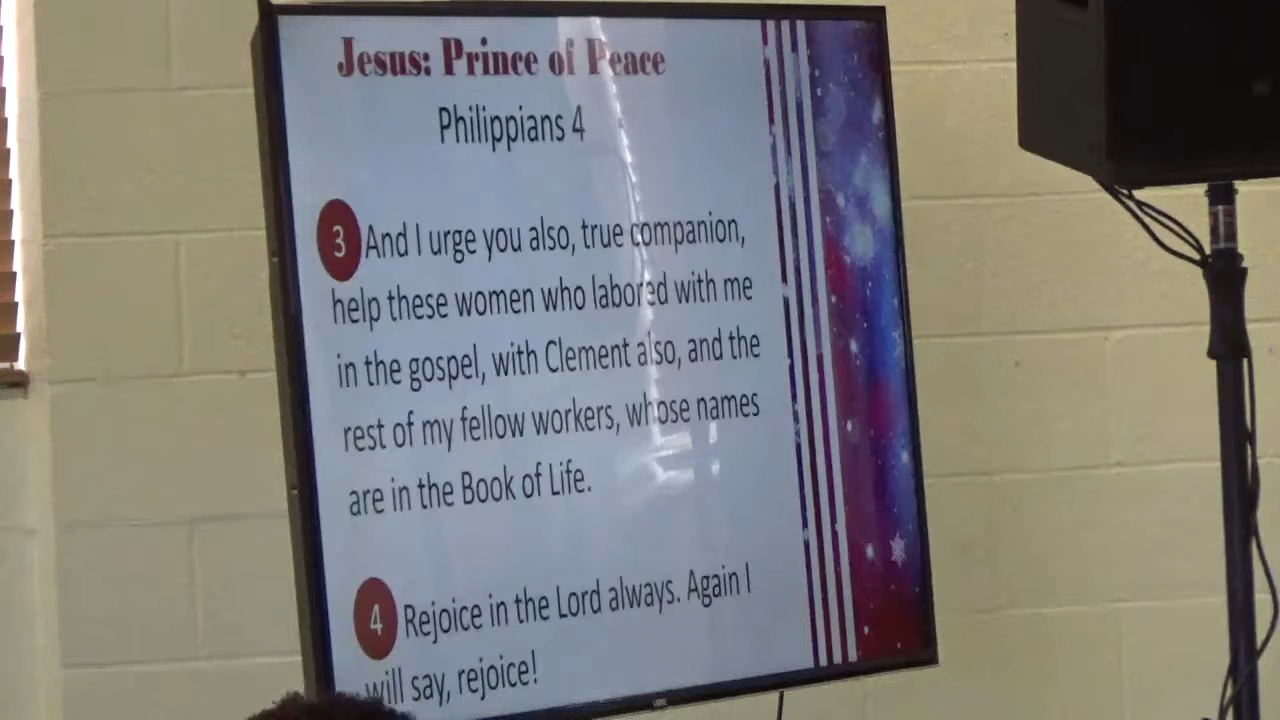 Jesus: Prince of Peace
Philippians 4
3 And I urge you also, true companion,
help these women who labored with me
in the gospel, with Clement also, and the
rest of my fellow workers, whose names
are in the Book of Life.
4 Rejoice in the Lord always. Again I
will say, rejoice!